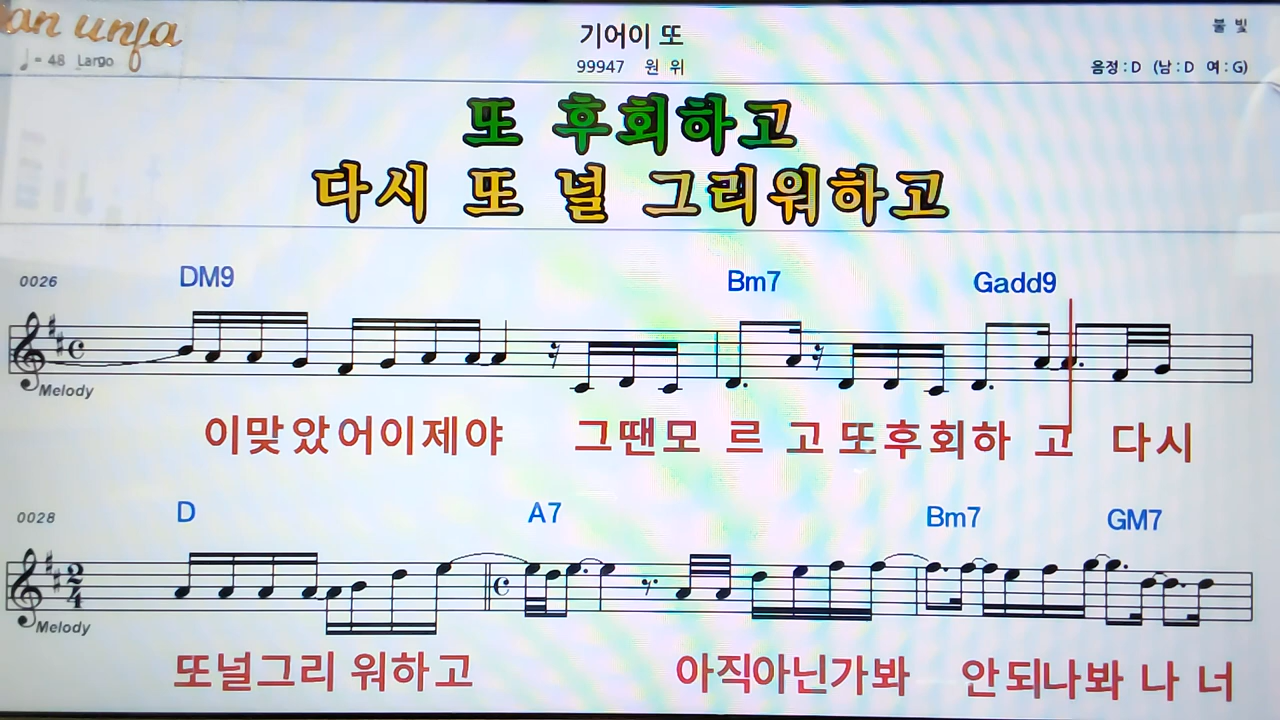 an unja
♩= 48 Largo
기어이 또
99947 원 위
불 빛
음정 : D (남 : D 여 : G)
또 후회하고
다시 또 널 그리워하고
0026 DM9 Bm7 Gadd9
Melody
이맞았어이제야 그땐모 르 고 또후회하 고 다시
0028 D A7 Bm7 GM7
2
4
Melody
또널그리 워하고 아직아닌가봐 안되나봐 나 너